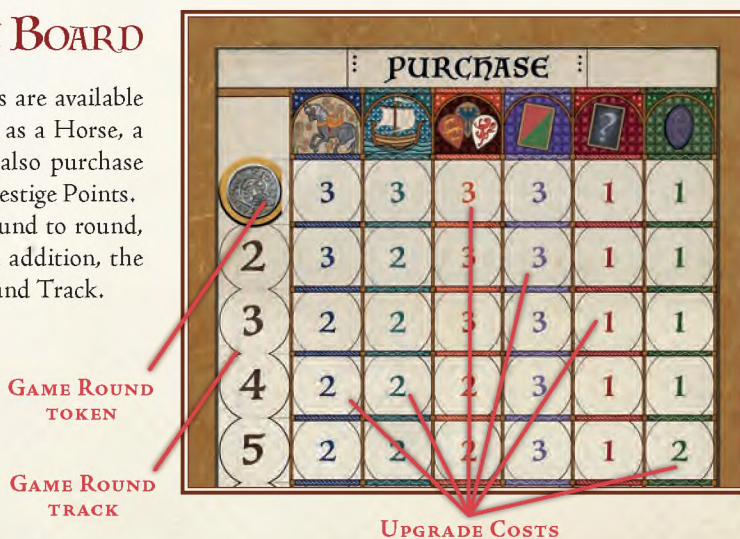 BOARD
s are available
as a Horse, a
also purchase
estige Points.
und to round,
addition, the
und Track.
PURCHASE
?
3 3 3 3 1 1
2 3 2 3 3 1 1
3 2 2 3 3 1 1
4 2 2 2 3 1 1
5 2 2 2 3 1 2
GAME ROUND
TOKEN
GAME ROUND
TRACK
UPGRADE COSTS